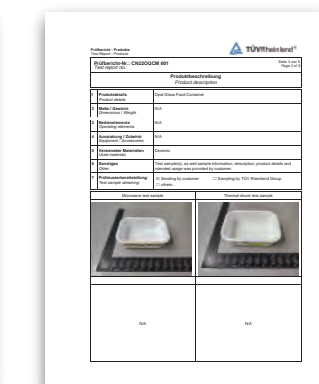 Prüfbericht - Produkte
Test Report - Products
TÜVRheinland®
Prüfbericht-Nr.: CN22OQCM 001
Test report no.:
Seite 3 von 5
Page 3 of 5
Produktbeschreibung
Product description
1 Produktdetails Opal Glass Food Container
Product details
2 Maße / Gewicht N/A
Dimensions / Weight
3 Bedienelemente N/A
Operating elements
4 Ausstattung / Zubehör N/A
Equipment / Accessories
5 Verwendete Materialien Ceramic
Used materials
6 Sonstiges Test sample(s), as well sample information, description, product details and
Other intended usage was provided by customer.
7 Prüfmusterbereitstellung: ☒ Sending by customer ☐ Sampling by TÜV Rheinland Group
Test sample obtaining: ☐ others:
Microwave test sample Thermal shock test sample
N/A N/A